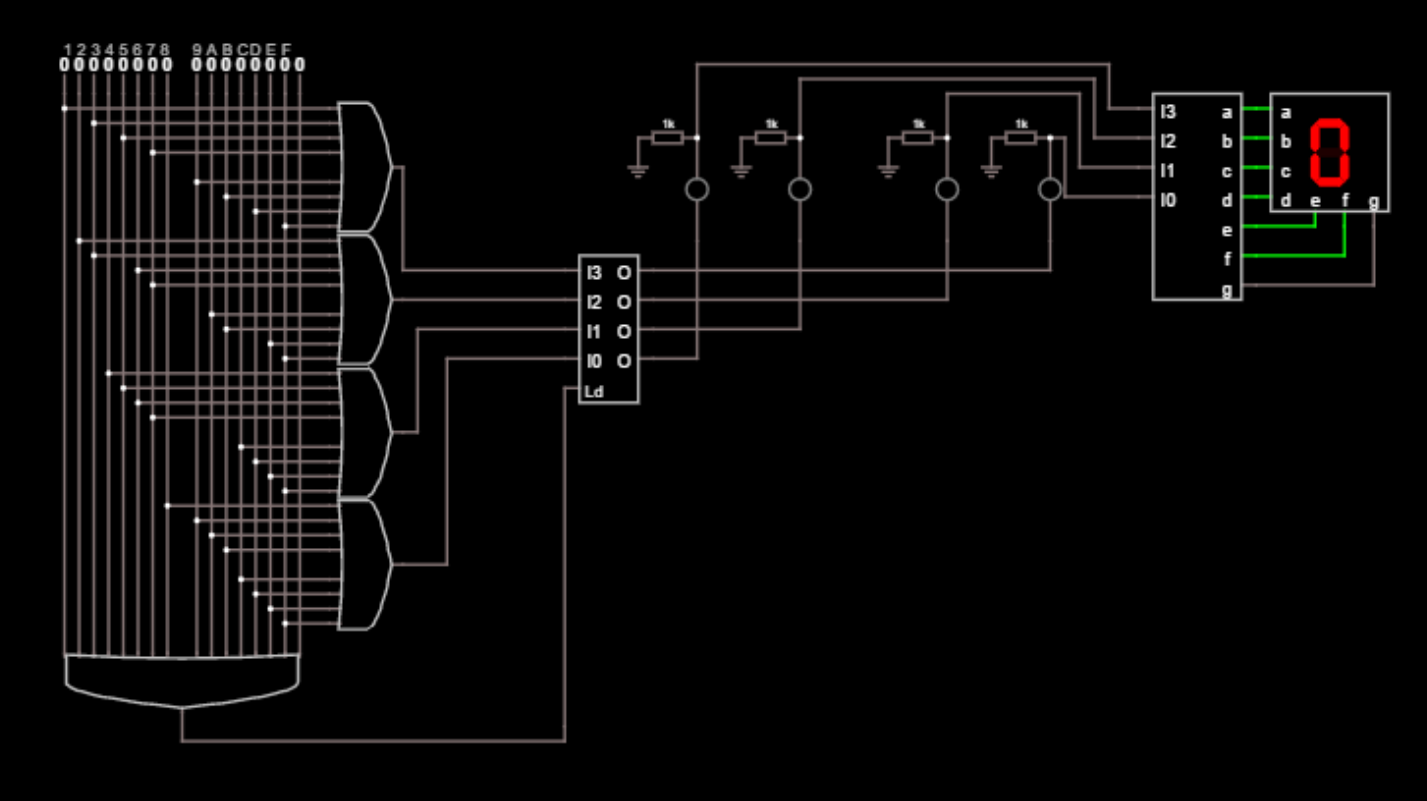 1 2 3 4 5 6 7 8 9 A B C D E F
0 0 0 0 0 0 0 0 0 0 0 0 0 0 0 0
1k 1k 1k 1k
I3 a a
I2 b b
I1 c c
I0 d d e f g
e
f
g
0
I3 O
I2 O
I1 O
I0 O
Ld